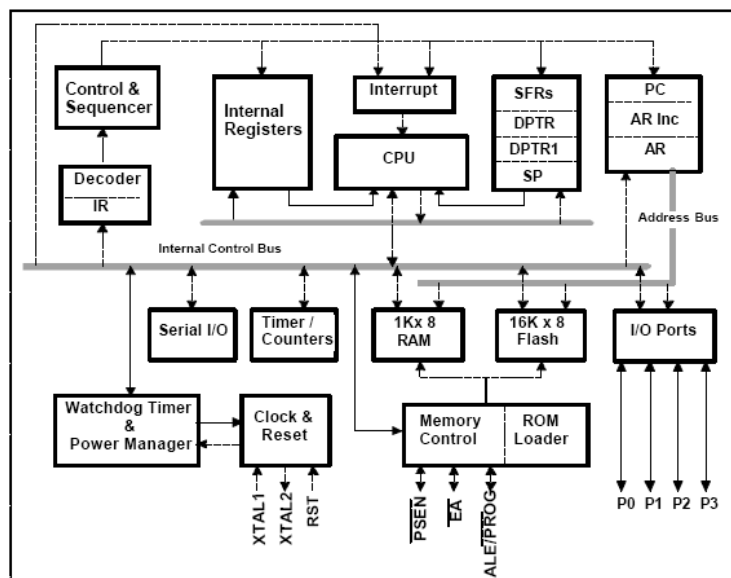 Control &
Sequencer
Decoder
IR
Internal
Registers
Interrupt
CPU
SFRs
DPTR
DPTR1
SP
PC
AR Inc
AR
Address Bus
Internal Control Bus
Serial I/O
Timer /
Counters
1Kx 8
RAM
16K x 8
Flash
I/O Ports
Watchdog Timer
&
Power Manager
Clock &
Reset
Memory
Control
ROM
Loader
XTAL1
XTAL2
RST
PSEN
EA
ALE/PROG
P0
P1
P2
P3